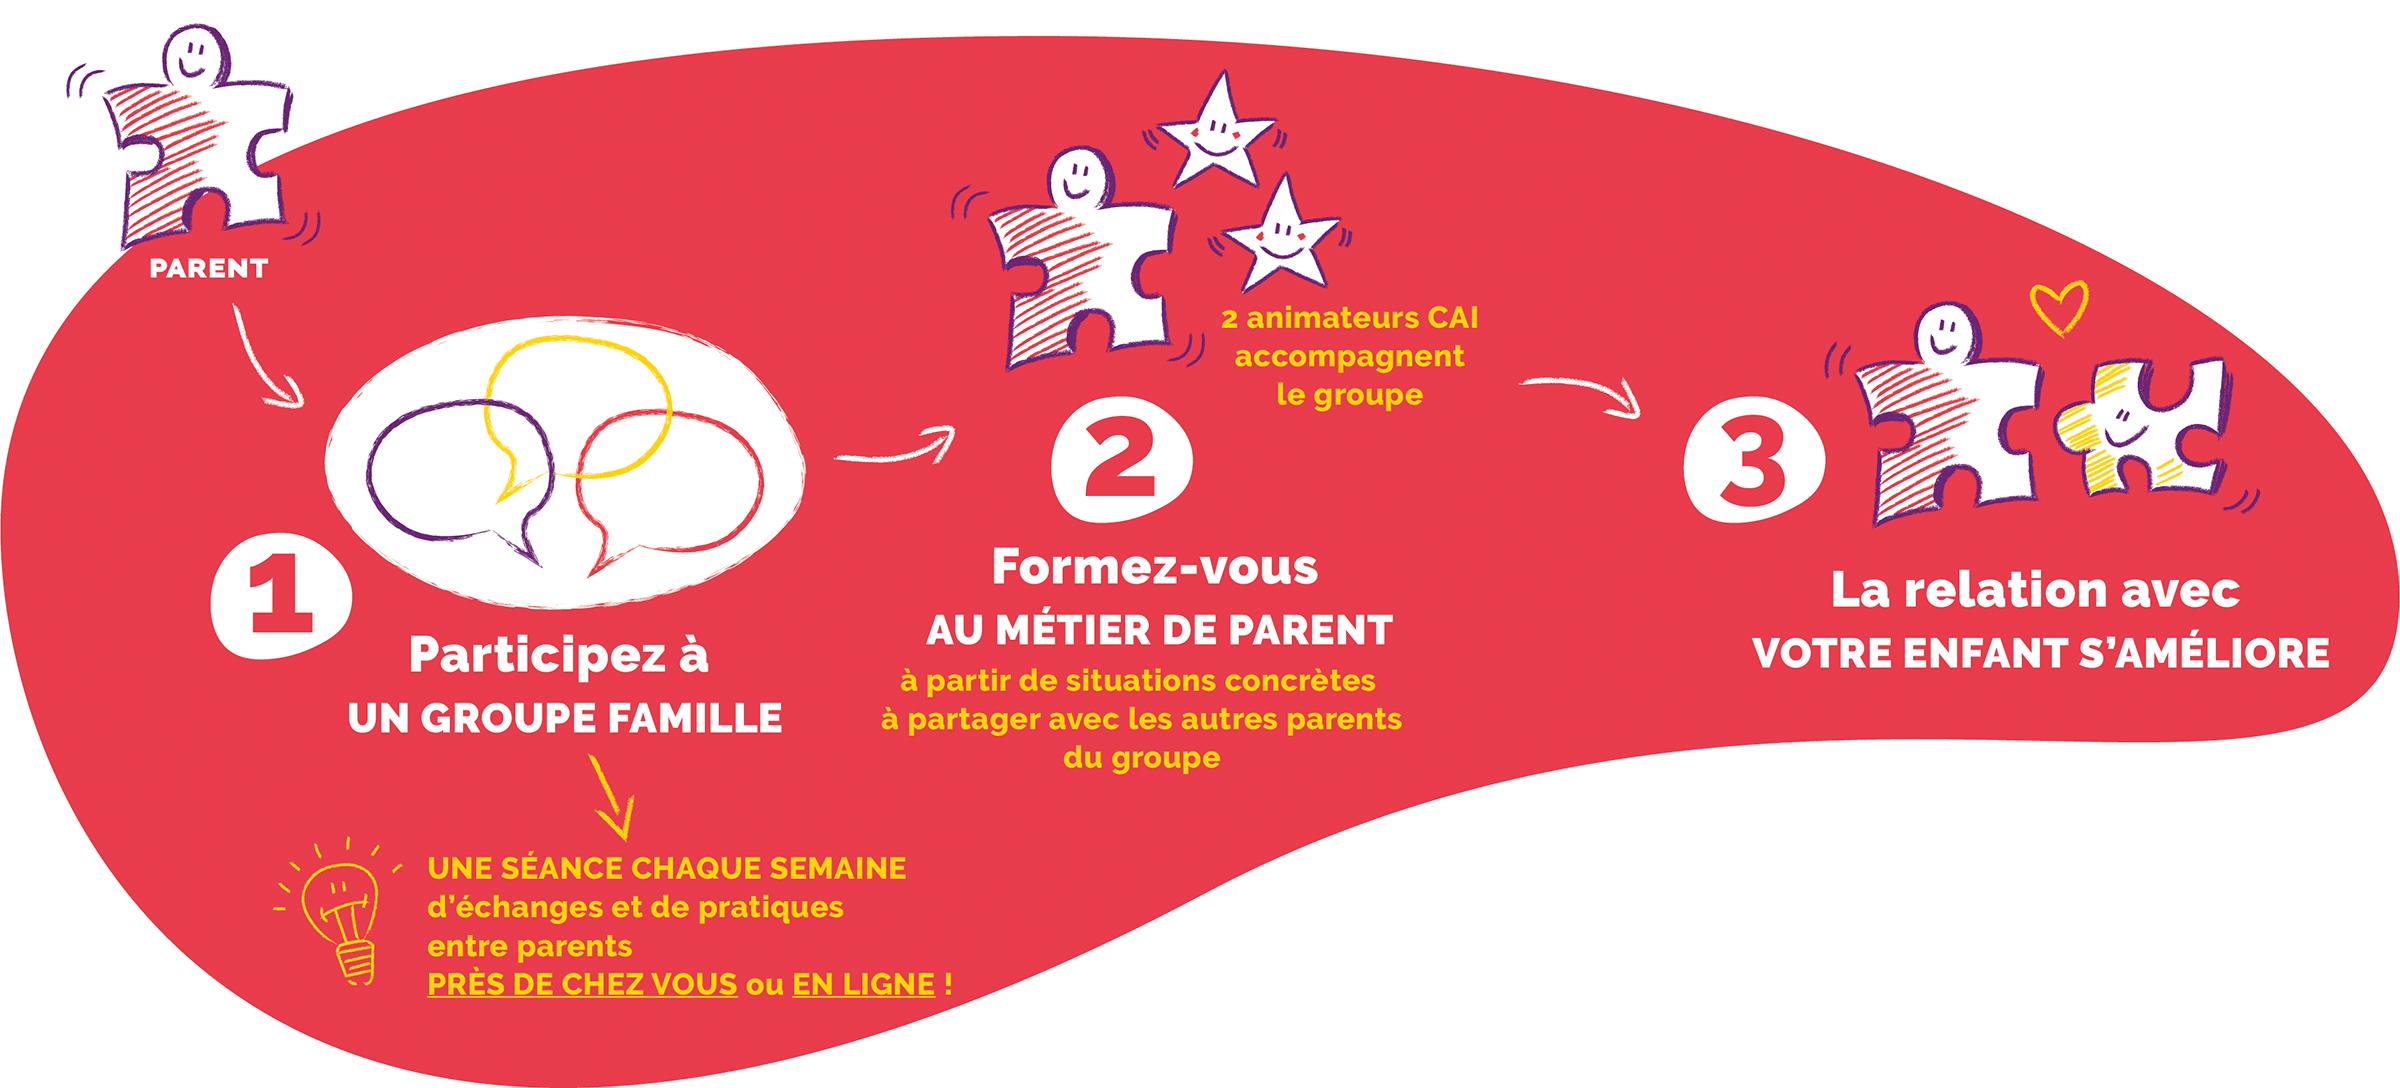 PARENT
1
Participez à
UN GROUPE FAMILLE
UNE SÉANCE CHAQUE SEMAINE
d'échanges et de pratiques
entre parents
PRÈS DE CHEZ VOUS ou EN LIGNE !
2 animateurs CAI
accompagnent
le groupe
2
Formez-vous
AU MÉTIER DE PARENT
à partir de situations concrètes
à partager avec les autres parents
du groupe
3
La relation avec
VOTRE ENFANT S'AMÉLIORE